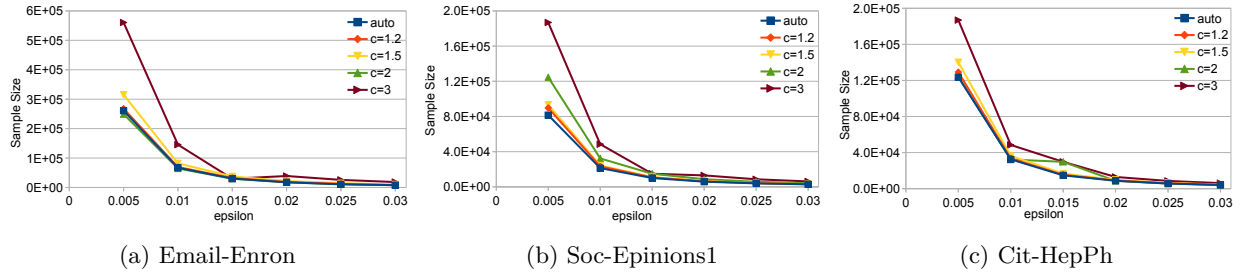 6E+05
5E+05
4E+05
3E+05
2E+05
1E+05
0E+00
Sample Size
0 0.005 0.01 0.015 0.02 0.025 0.03
epsilon
auto
c=1.2
c=1.5
c=2
c=3
(a) Email-Enron
2.0E+05
1.6E+05
1.2E+05
8.0E+04
4.0E+04
0.0E+00
Sample Size
0 0.005 0.01 0.015 0.02 0.025 0.03
epsilon
auto
c=1.2
c=1.5
c=2
c=3
(b) Soc-Epinions1
2.0E+05
1.6E+05
1.2E+05
8.0E+04
4.0E+04
0.0E+00
Sample Size
0 0.005 0.01 0.015 0.02 0.025 0.03
epsilon
auto
c=1.2
c=1.5
c=2
c=3
(c) Cit-HepPh